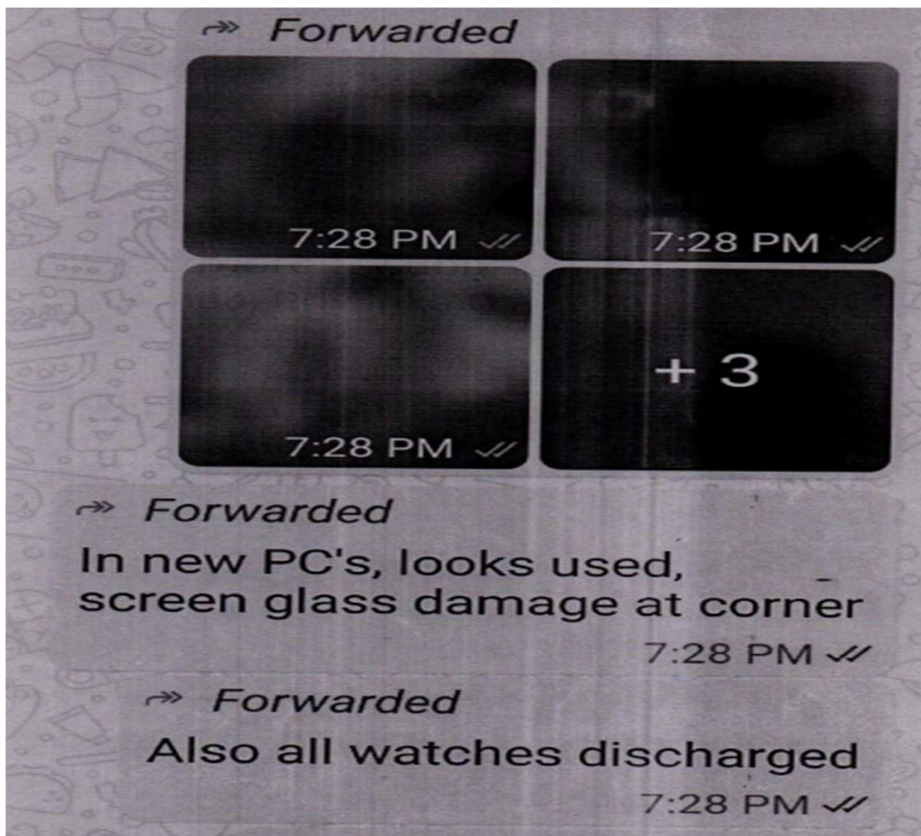 Forwarded
7:28 PM
7:28 PM
7:28 PM
+ 3
Forwarded
In new PC's, looks used,
screen glass damage at corner
7:28 PM
Forwarded
Also all watches discharged
7:28 PM